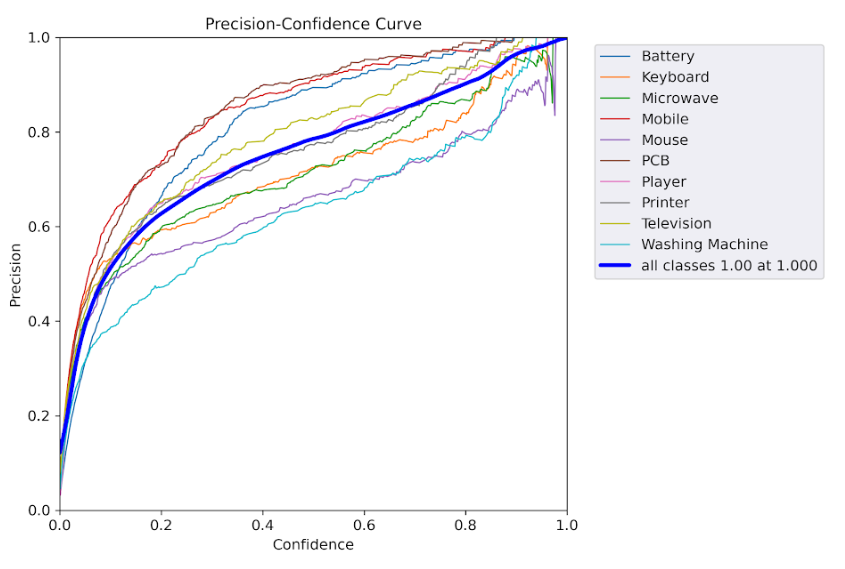 Precision-Confidence Curve
1.0
0.8
0.6
0.4
0.2
0.0
Precision
0.0 0.2 0.4 0.6 0.8 1.0
Confidence
Battery
Keyboard
Microwave
Mobile
Mouse
PCB
Player
Printer
Television
Washing Machine
all classes 1.00 at 1.000